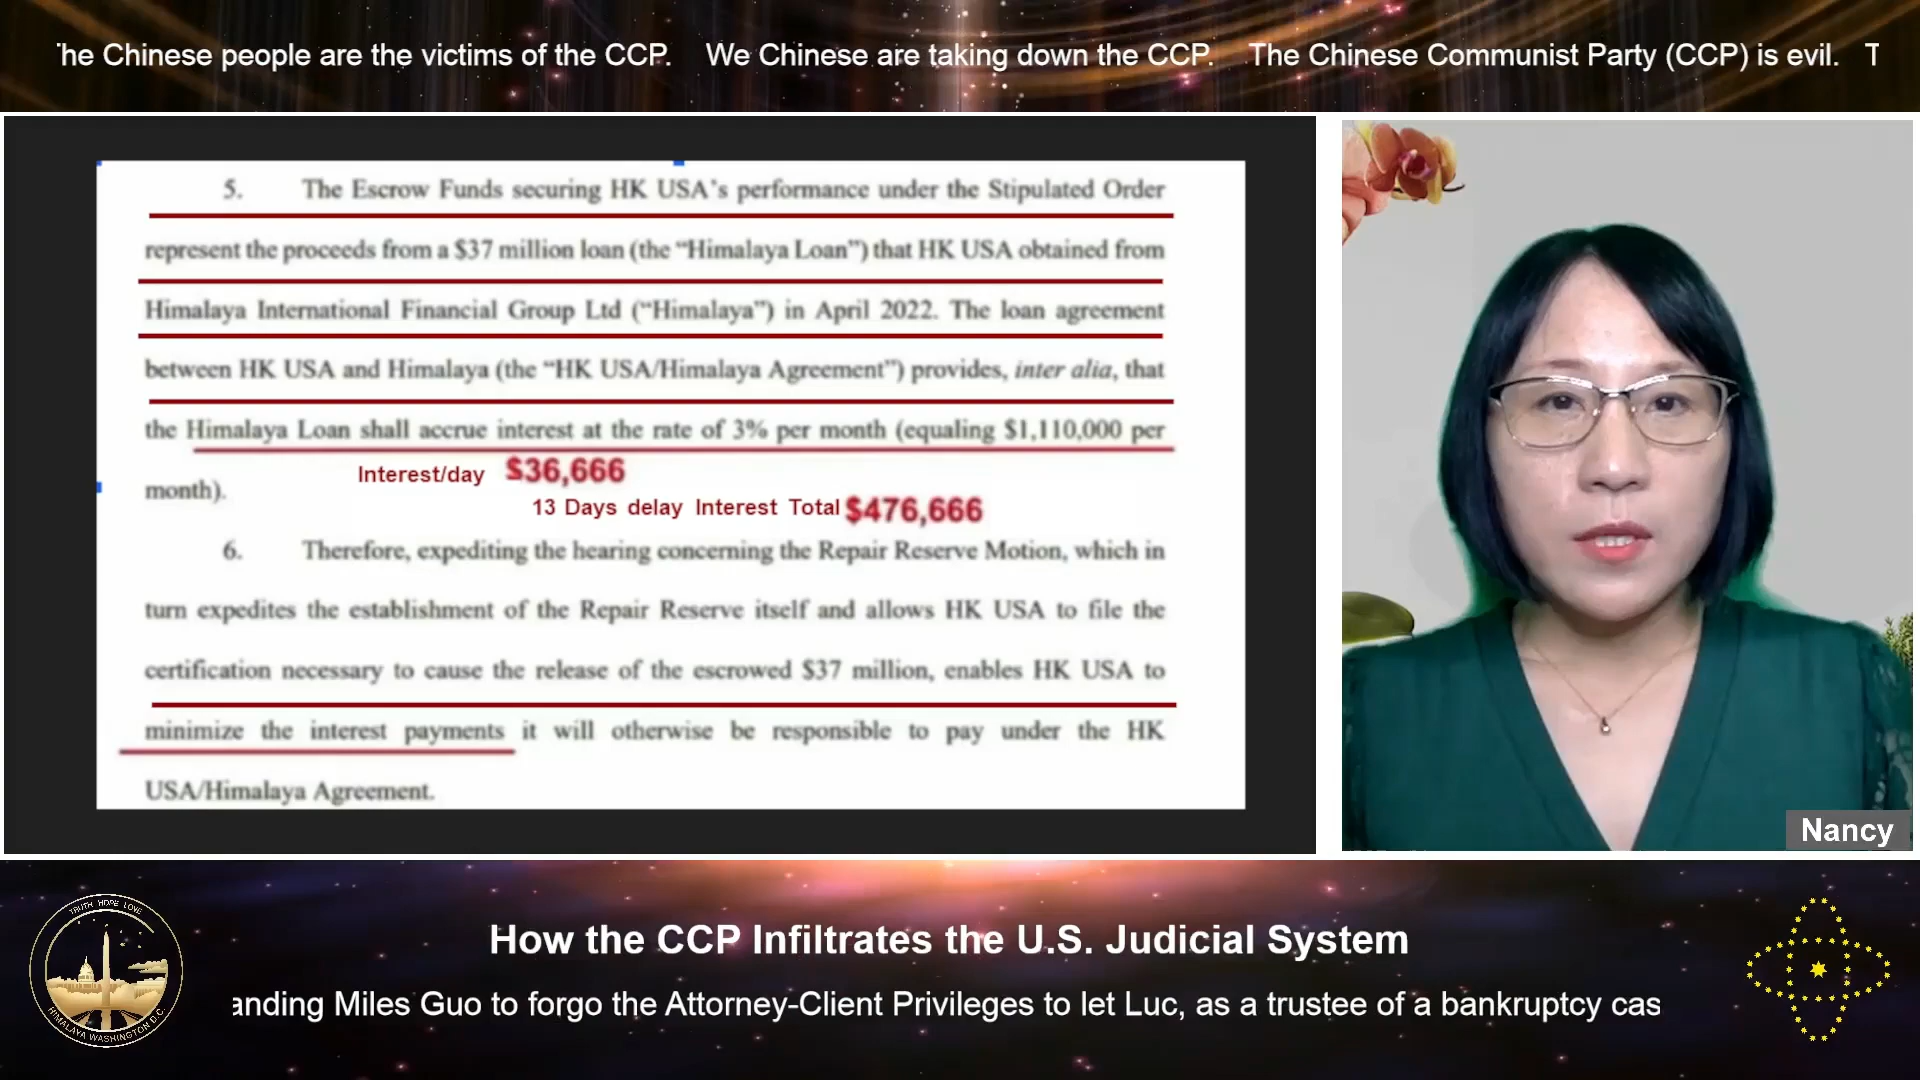 he Chinese people are the victims of the CCP. We Chinese are taking down the CCP. The Chinese Communist Party (CCP) is evil. T
5. The Escrow Funds securing HK USA's performance under the Stipulated Order
represent the proceeds from a $37 million loan (the "Himalaya Loan") that HK USA obtained from
Himalaya International Financial Group Ltd ("Himalaya") in April 2022. The loan agreement
between HK USA and Himalaya (the "HK USA/Himalaya Agreement") provides, inter alia, that
the Himalaya Loan shall accrue interest at the rate of 3% per month (equaling $1,110,000 per
month).
Interest/day $36,666
13 Days delay Interest Total $476,666
6. Therefore, expediting the hearing concerning the Repair Reserve Motion, which in
turn expedites the establishment of the Repair Reserve itself and allows HK USA to file the
certification necessary to cause the release of the escrowed $37 million, enables HK USA to
minimize the interest payments it will otherwise be responsible to pay under the HK
USA/Himalaya Agreement.
Nancy
TRUTH HOPE LOVE
HIMALAYA WASHINGTON D.C.
How the CCP Infiltrates the U.S. Judicial System
anding Miles Guo to forgo the Attorney-Client Privileges to let Luc, as a trustee of a bankruptcy cas